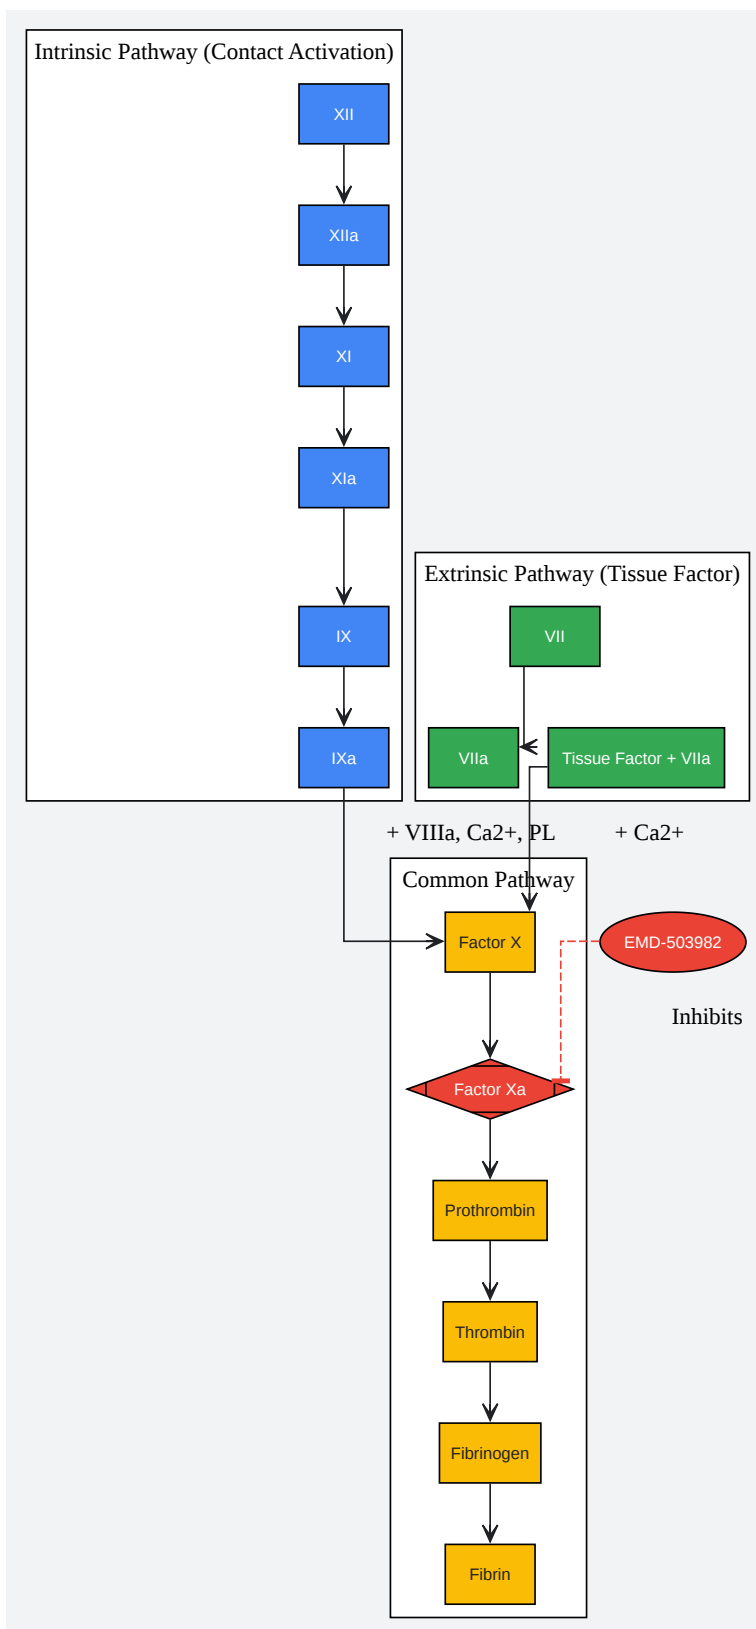 Intrinsic Pathway (Contact Activation)
XII
XIIa
XI
XIa
Extrinsic Pathway (Tissue Factor)
IX
VII
IXa
VIIa
Tissue Factor + VIIa
+ VIIIa, Ca2+, PL
+ Ca2+
Common Pathway
Factor X
EMD-503982
Inhibits
Factor Xa
Prothrombin
Thrombin
Fibrinogen
Fibrin